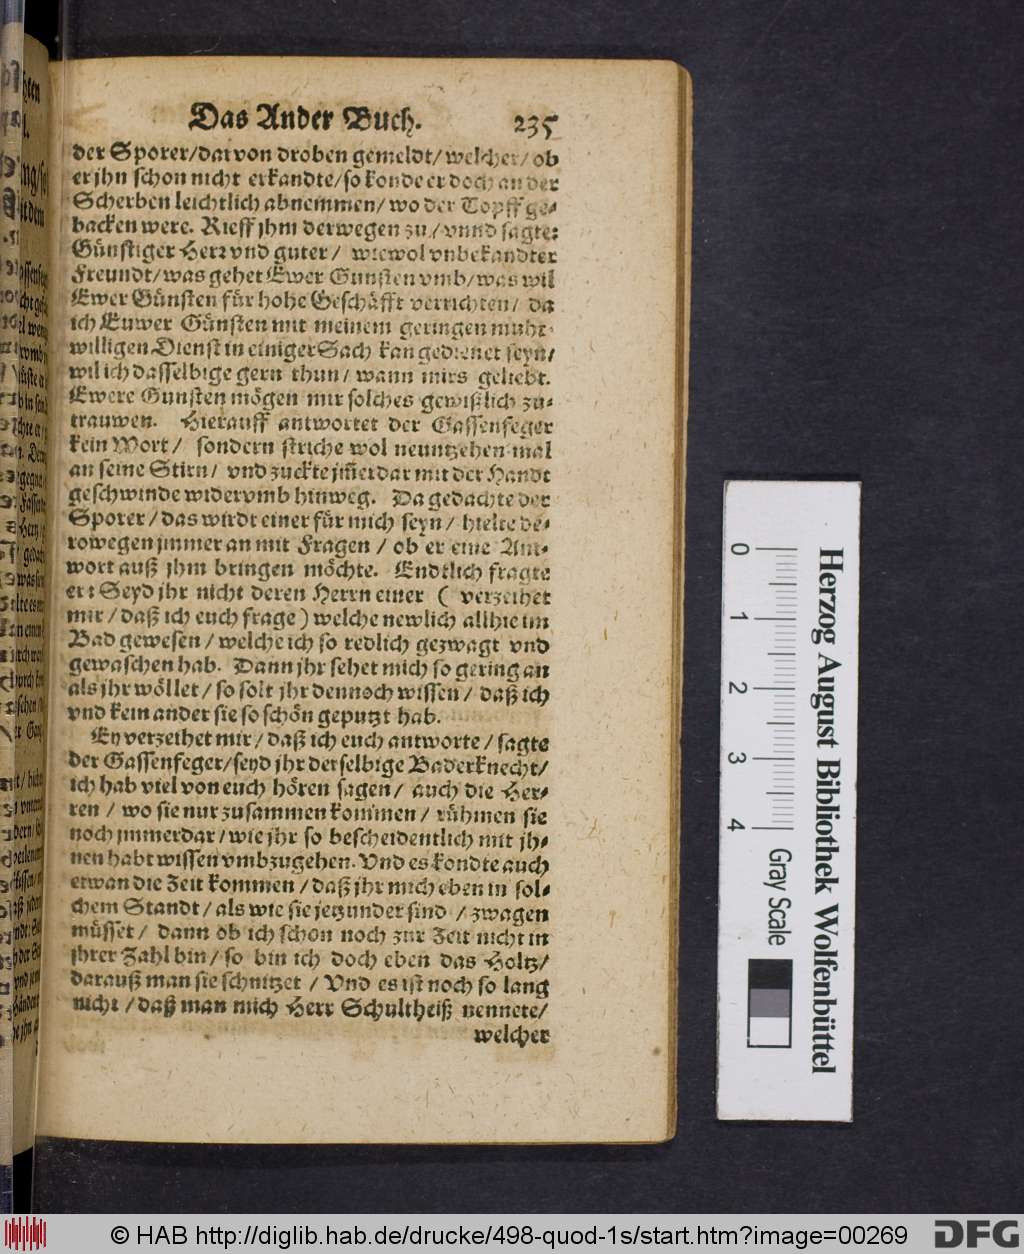 Das Ander Buch. 235
der Sporer/darvon droben gemeldt/welcher/ob
er jhn schon nicht erkandte/so konde er doch an der
Scherben leichtlich abnemmen/wo der Topff ge-
backen were. Rieff jhm derwegen zu/vnnd sagte:
Günstiger Herr vnd guter/ wiewol vnbekandter
Freundt/was gehet Ewer Gunsten vmb/was wil
Ewer Günsten für hohe Geschäfft verrichten/ da
ich Euwer Günsten mit meinem geringen muht-
willigen Dienst in einiger Sach kan gedienet seyn/
wil ich dasselbige gern thun/ wann mirs geliebt.
Ewere Gunsten mögen mir solches gewißlich zu-
trauwen. Hierauff antwortet der Gassenfeger
kein Wort/ sondern striche wol neuntzehen mal
an seine Stirn/ vnd zuckte jm̃erdar mit der Handt
geschwinde widervmb hinweg. Da gedachte der
Sporer/das wirdt einer für mich seyn/ hielte de-
rowegen jmmer an mit Fragen/ ob er eine Ant-
wort auß jhm bringen möchte. Endtlich fragte
er: Seyd jhr nicht deren Herrn einer ( verzeihet
mir/daß ich euch frage) welche newlich allhie im
Bad gewesen/welche ich so redlich gezwagt vnd
gewaschen hab. Dann jhr sehet mich so gering an
als jhr wöllet/so solt jhr dennoch wissen/ daß ich
vnd kein ander sie so schön geputzt hab.
Ey verzeihet mir/ daß ich euch antworte/ sagte
der Gassenfeger/seyd jhr derselbige Baderknecht/
ich hab viel von euch hören sagen/ auch die Her-
ren / wo sie nur zusammen kommen / rühmen sie
noch jmmerdar/wie jhr so bescheidentlich mit jh-
nen habt wissen vmbzugehen. Vnd es kondte auch
etwan die Zeit kommen/daß jhr mich eben in sol-
chem Standt/als wie sie jetzunder sind / zwagen
müsset/ dann ob ich schon noch zur Zeit nicht in
jhrer Zahl bin/ so bin ich doch eben das Holtz/
darauß man sie schnitzet / Vnd es ist noch so lang
nicht /daß man mich Herr Schultheiß nennete/
welcher
0 1 2 3 4
Gray Scale
Herzog August Bibliothek Wolfenbüttel
© HAB http://diglib.hab.de/drucke/498-quod-1s/start.htm?image=00269
DFG